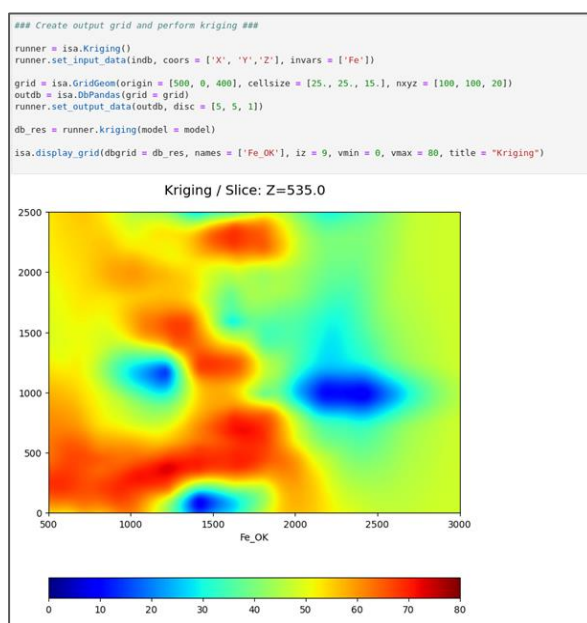 ### Create output grid and perform kriging ###
runner = isa.Kriging()
runner.set_input_data(indb, coors = ['X', 'Y','Z'], invars = ['Fe'])
grid = isa.GridGeom(origin = [500, 0, 400], cellsize = [25., 25., 15.], nxyz = [100, 100, 20])
outdb = isa.DbPandas(grid = grid)
runner.set_output_data(outdb, disc = [5, 5, 1])
db_res = runner.kriging(model = model)
isa.display_grid(dbgrid = db_res, names = ['Fe_OK'], iz = 9, vmin = 0, vmax = 80, title = "Kriging")
Kriging / Slice: Z=535.0
2500
2000
1500
1000
500
0
500 1000 1500 2000 2500 3000
Fe_OK
0 10 20 30 40 50 60 70 80